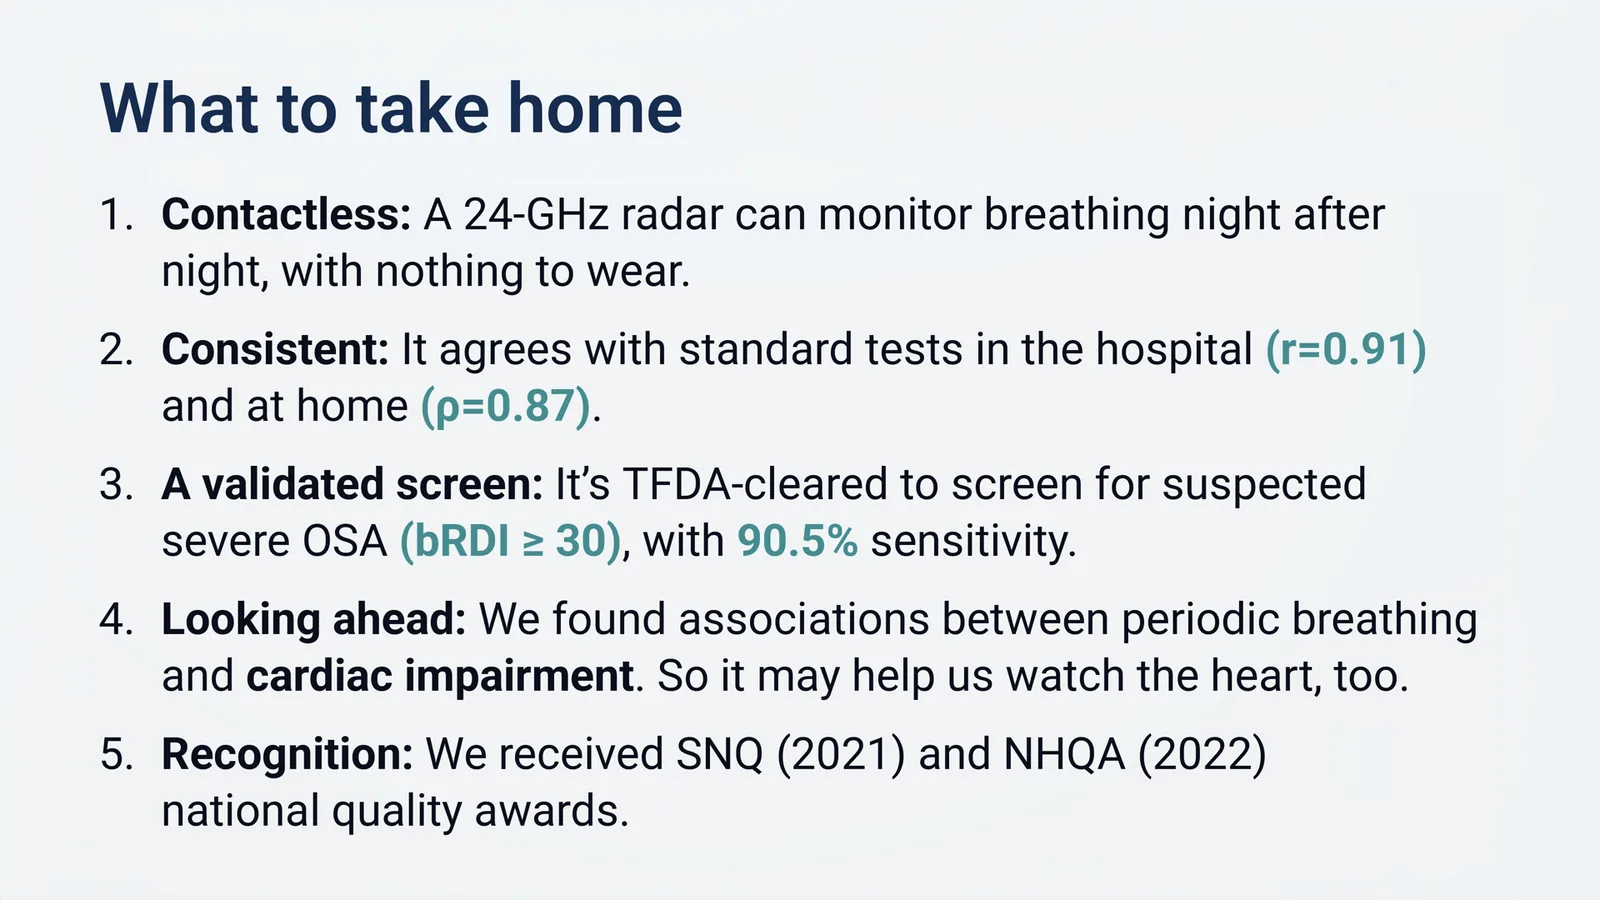 What to take home
1. Contactless: A 24-GHz radar can monitor breathing night after
night, with nothing to wear.
2. Consistent: It agrees with standard tests in the hospital (r=0.91)
and at home (ρ=0.87).
3. A validated screen: It’s TFDA-cleared to screen for suspected
severe OSA (bRDI ≥ 30), with 90.5% sensitivity.
4. Looking ahead: We found associations between periodic breathing
and cardiac impairment. So it may help us watch the heart, too.
5. Recognition: We received SNQ (2021) and NHQA (2022)
national quality awards.